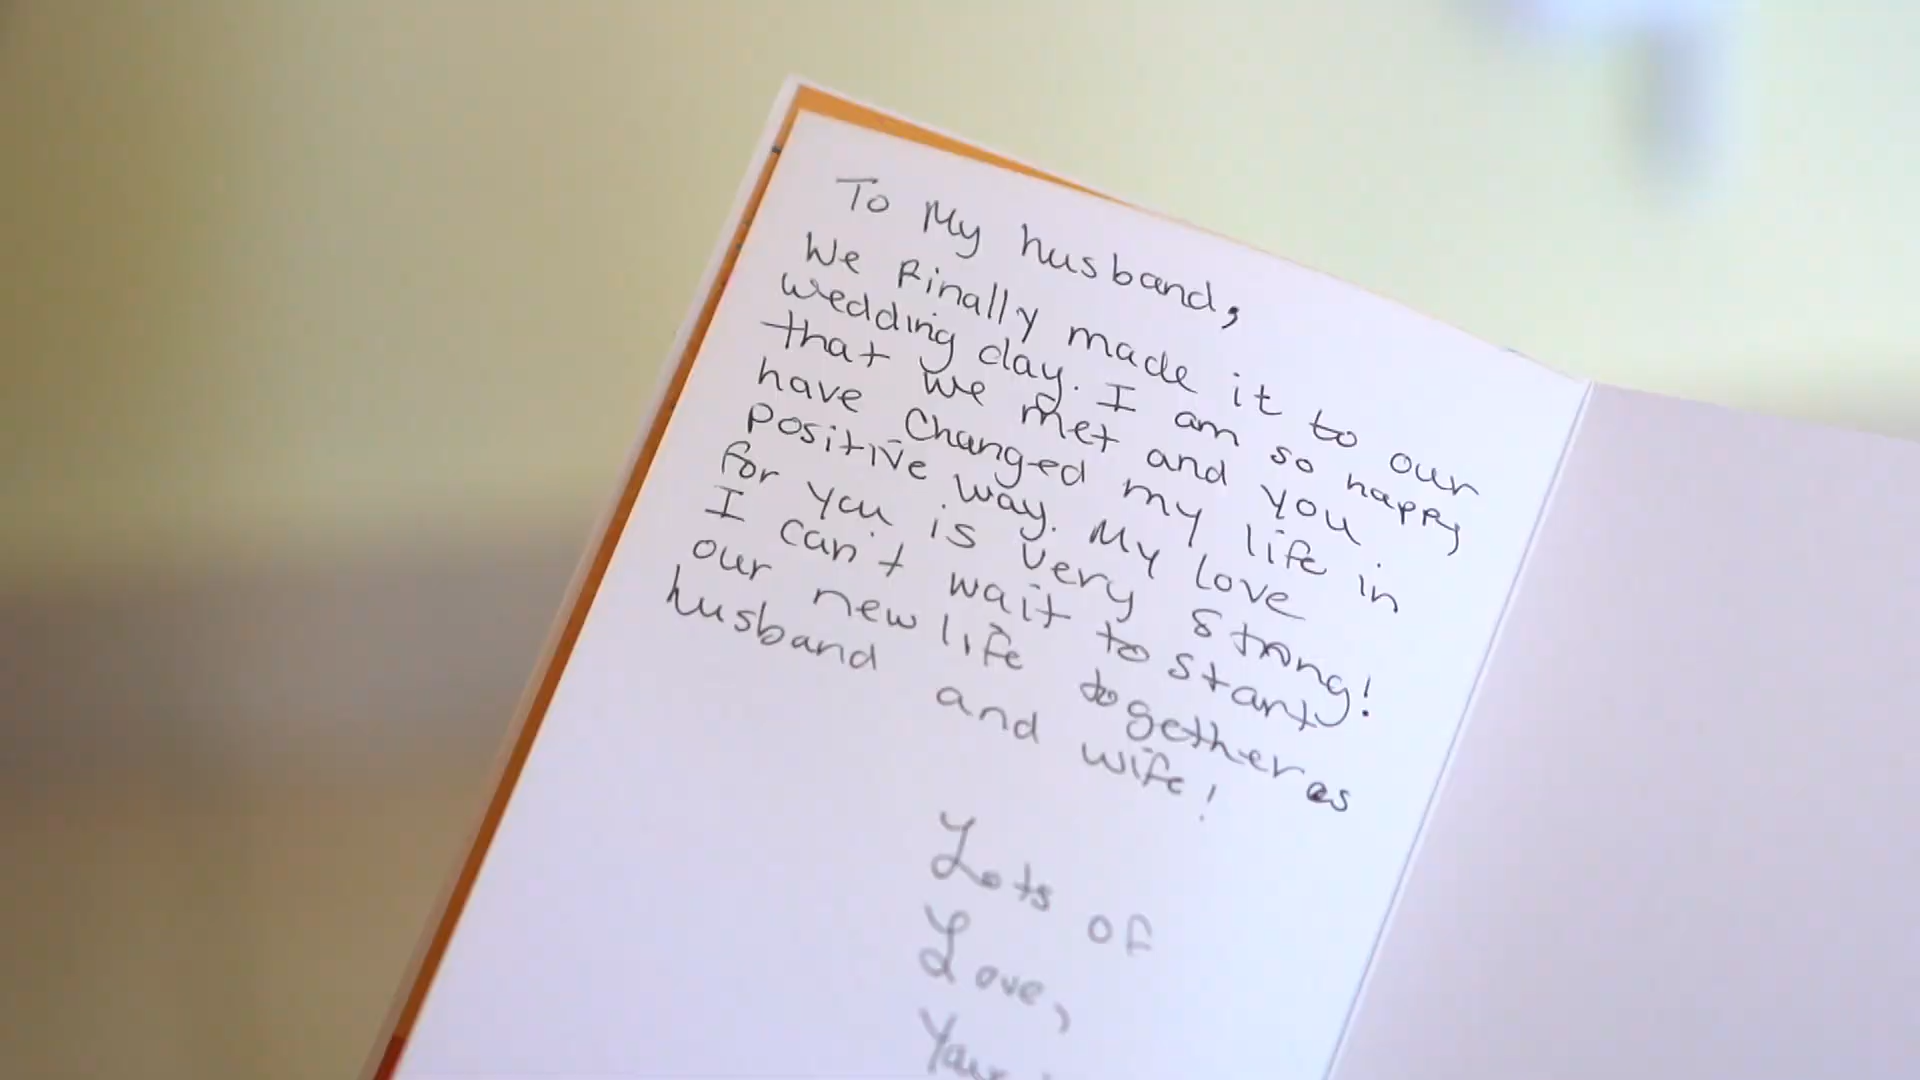 To My husband,
We finally made it to our
wedding day. I am so happy
that we met and you
have changed my life in
positive way. My love
for you is very strong!
I can't wait to start
our new life together as
husband and wife!
Lots of
Love,